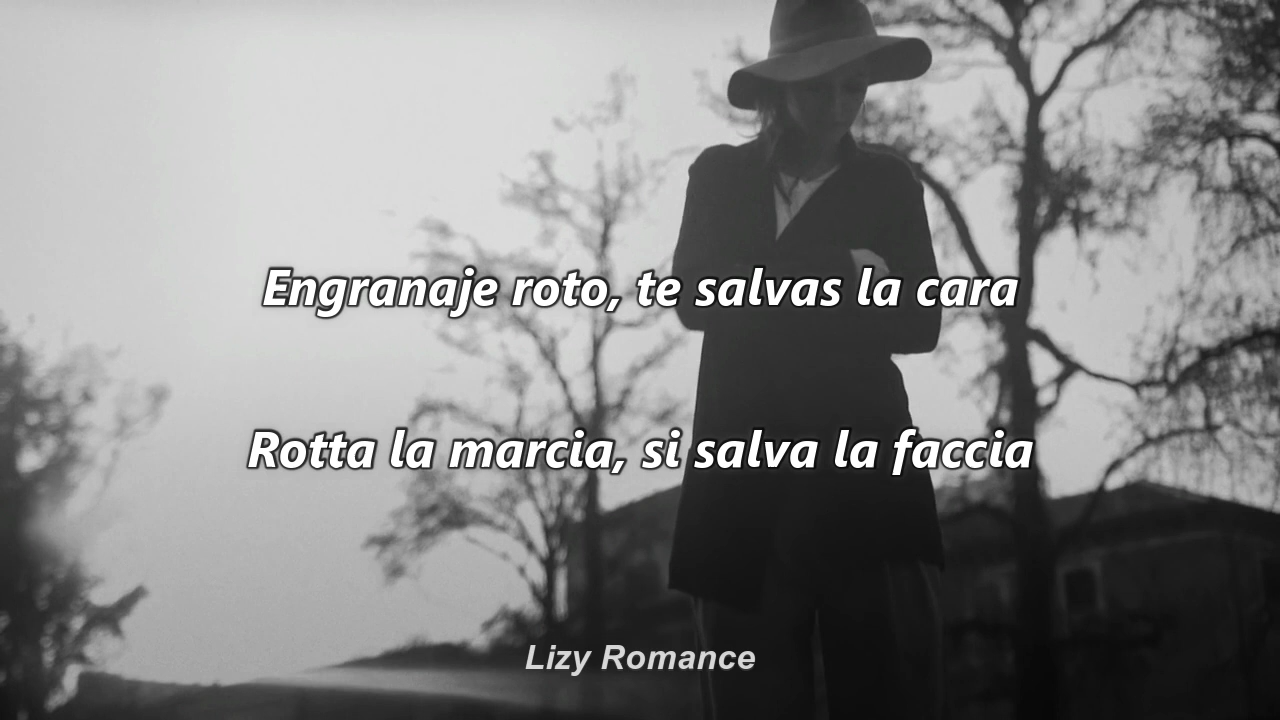 Engranaje roto, te salvas la cara
Rotta la marcia, si salva la faccia
Lizy Romance